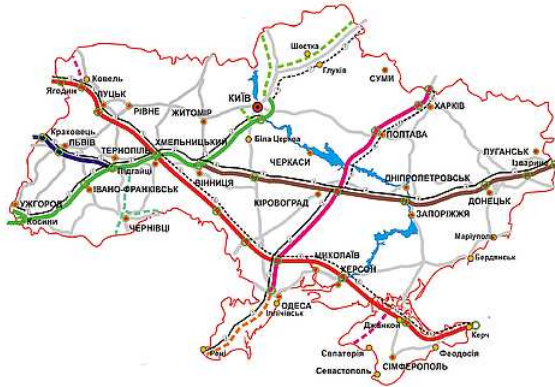 Шостка
Глухів
СУМИ
Ковель
Ягодин
ЛУЦЬК
РІВНЕ
ЖИТОМИР
КИЇВ
ХАРКІВ
Краковець
ЛЬВІВ
ХМЕЛЬНИЦЬКИЙ
Біла Церква
ПОЛТАВА
ТЕРНОПІЛЬ
Підгайці
ЧЕРКАСИ
ЛУГАНСЬК
Ізварине
ІВАНО-ФРАНКІВСЬК
ВІННИЦЯ
ДНІПРОПЕТРОВСЬК
УЖГОРОД
Косини
КІРОВОГРАД
ДОНЕЦЬК
ЗАПОРІЖЖЯ
ЧЕРНІВЦІ
Маріуполь
МИКОЛАЇВ
Бердянськ
ХЕРСОН
ОДЕСА
Іллічівськ
Джанкой
Рені
Керч
Євпаторія
Феодосія
СІМФЕРОПОЛЬ
Севастополь